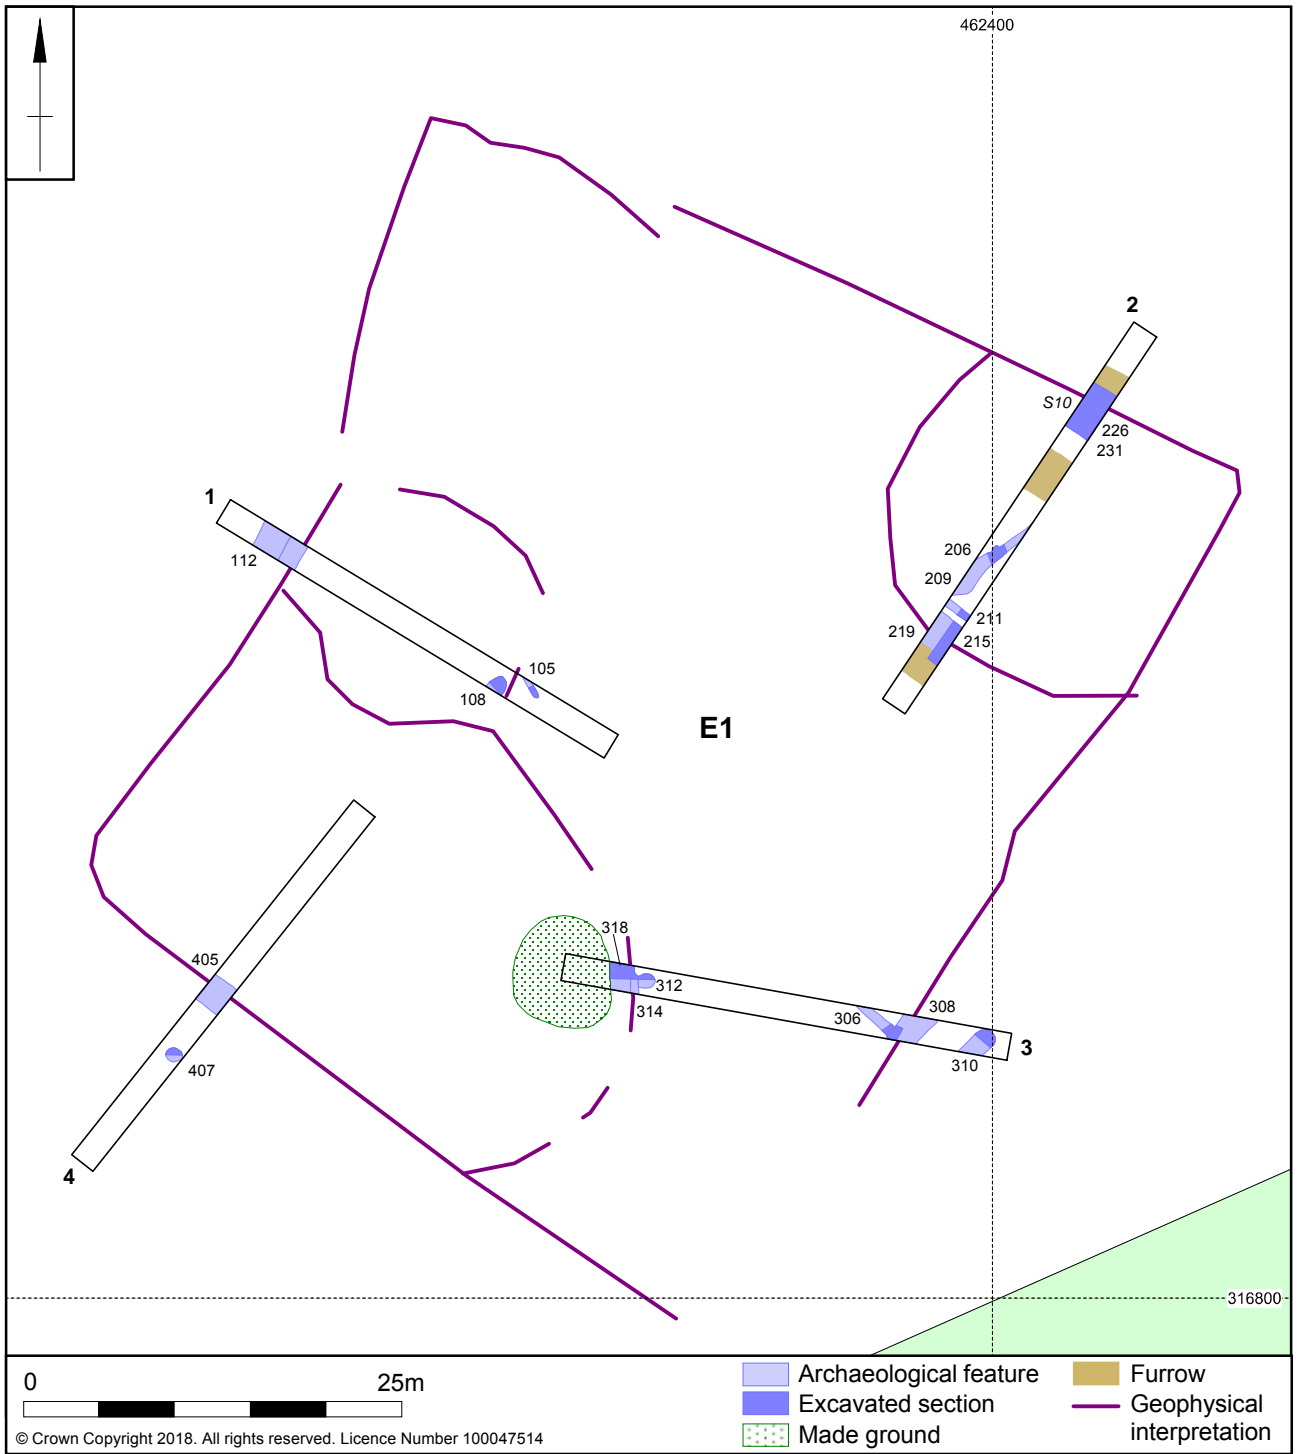 462400
2
S10
226
231
1
206
112
209
211
219
215
105
108
E1
318
405
312
314
308
306
3
310
407
4
316800
0 25m
© Crown Copyright 2018. All rights reserved. Licence Number 100047514
Archaeological feature
Excavated section
Made ground
Furrow
Geophysical
interpretation